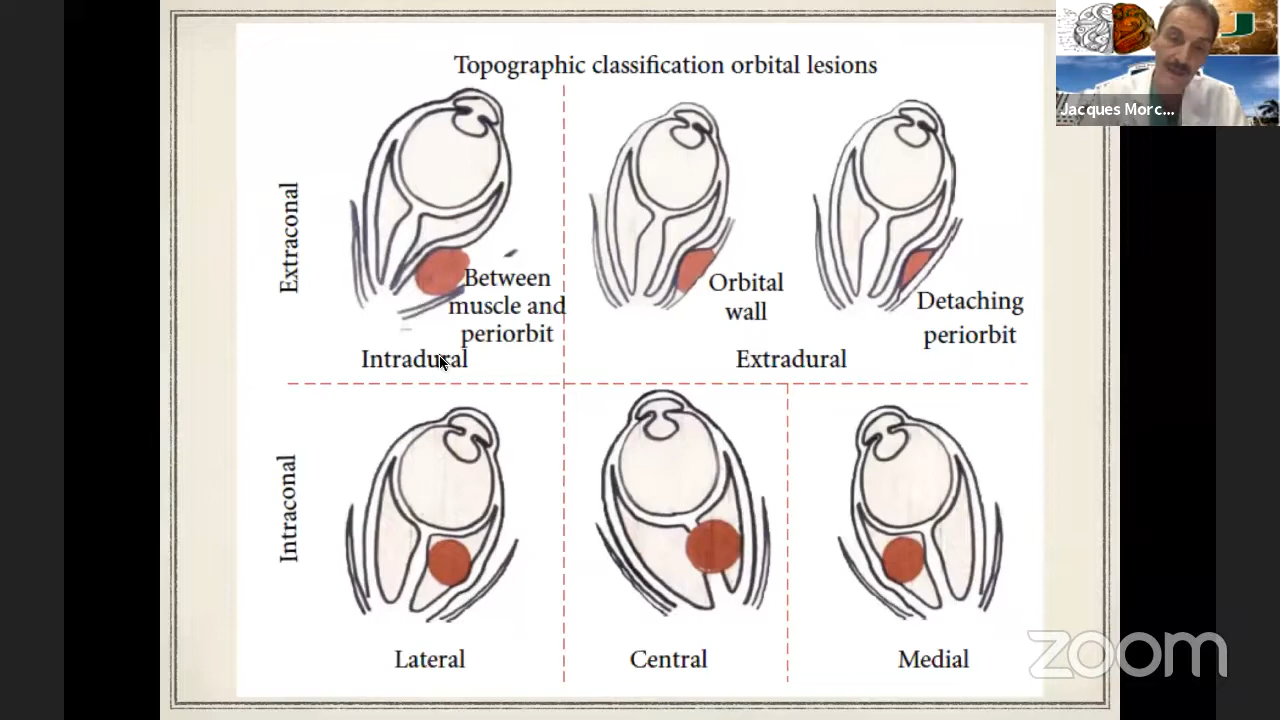 Topographic classification orbital lesions
Extraconal
Between
muscle and
periorbit
Orbital
wall
Detaching
periorbit
Intradural
Extradural
Intraconal
Lateral
Central
Medial
Jacques Morc...
zoom